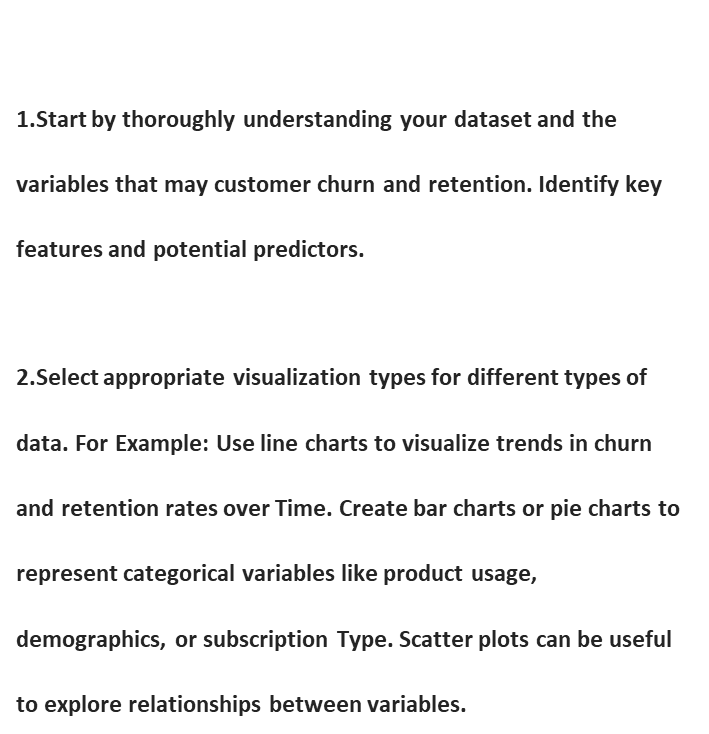 1.Start by thoroughly understanding your dataset and the
variables that may customer churn and retention. Identify key
features and potential predictors.
2.Select appropriate visualization types for different types of
data. For Example: Use line charts to visualize trends in churn
and retention rates over Time. Create bar charts or pie charts to
represent categorical variables like product usage,
demographics, or subscription Type. Scatter plots can be useful
to explore relationships between variables.